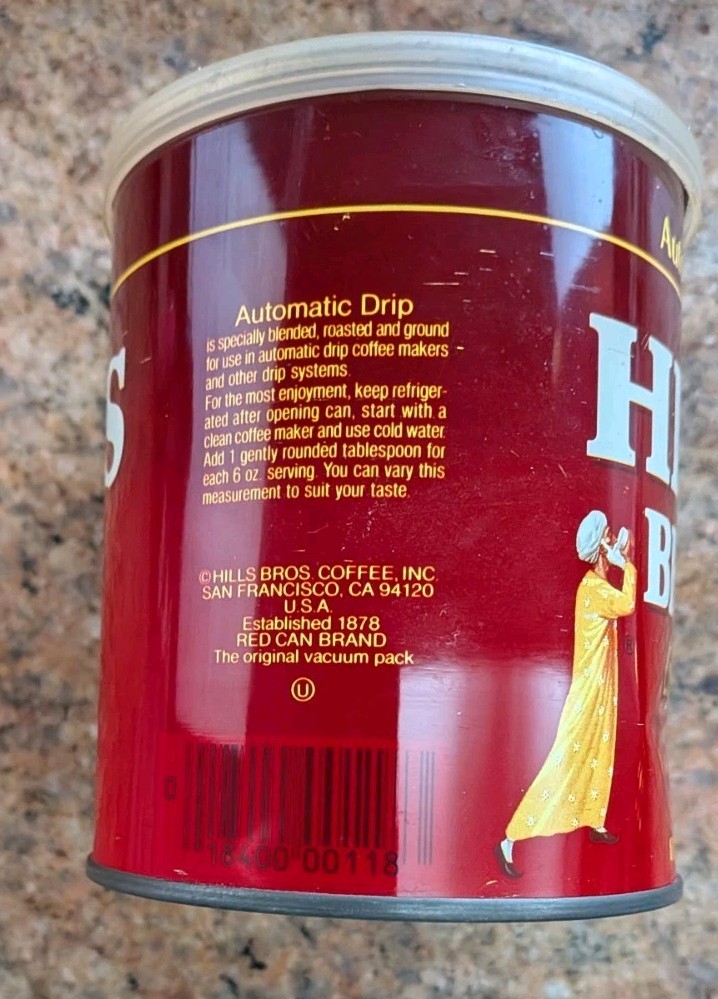 Automatic Drip
is specially blended, roasted and ground
for use in automatic drip coffee makers
and other drip systems.
For the most enjoyment, keep refriger-
ated after opening can, start with a
clean coffee maker and use cold water.
Add 1 gently rounded tablespoon for
each 6 oz. serving. You can vary this
measurement to suit your taste.
©HILLS BROS. COFFEE, INC.
SAN FRANCISCO, CA 94120
U.S.A.
Established 1878
RED CAN BRAND
The original vacuum pack
U
0
18400 00118
S
Au
H
B